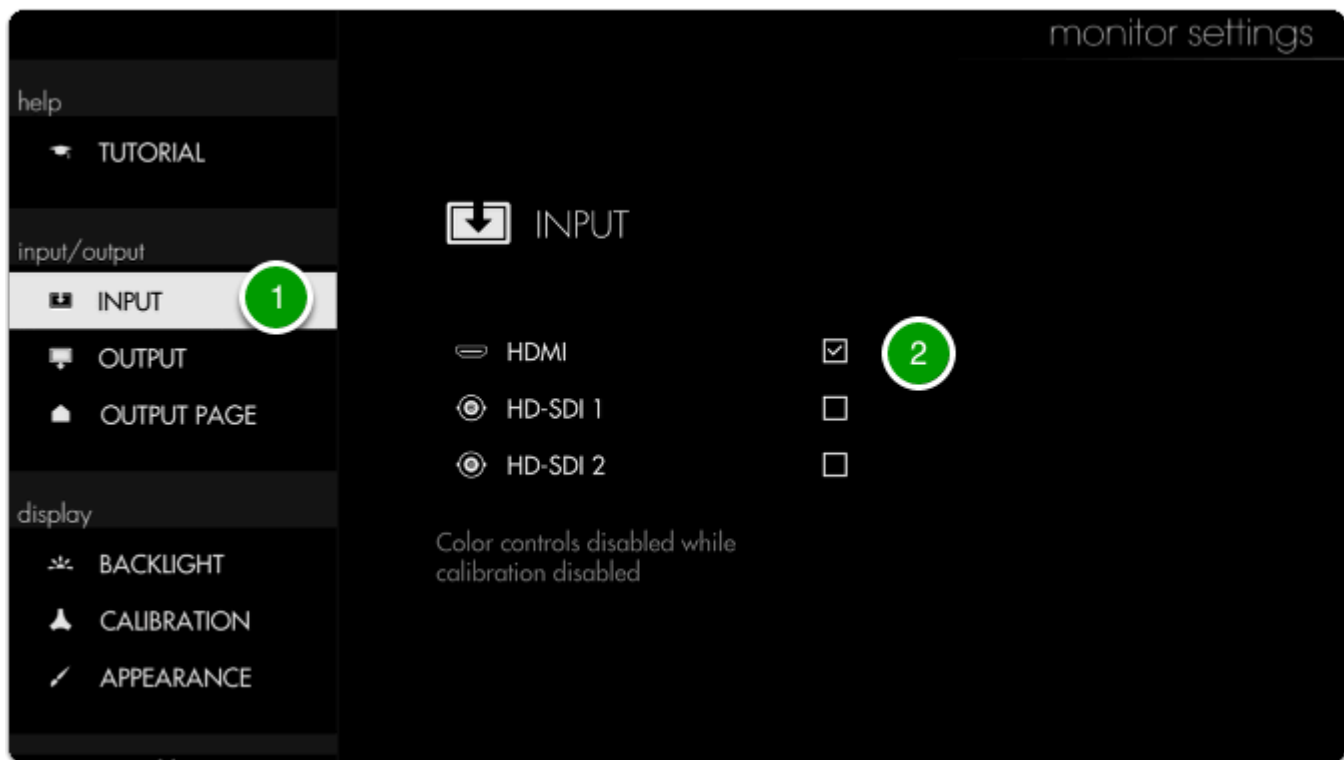 monitor settings
help
TUTORIAL
input/output
INPUT
1
OUTPUT
OUTPUT PAGE
display
BACKLIGHT
CALIBRATION
APPEARANCE
INPUT
HDMI
2
HD-SDI 1
HD-SDI 2
Color controls disabled while
calibration disabled